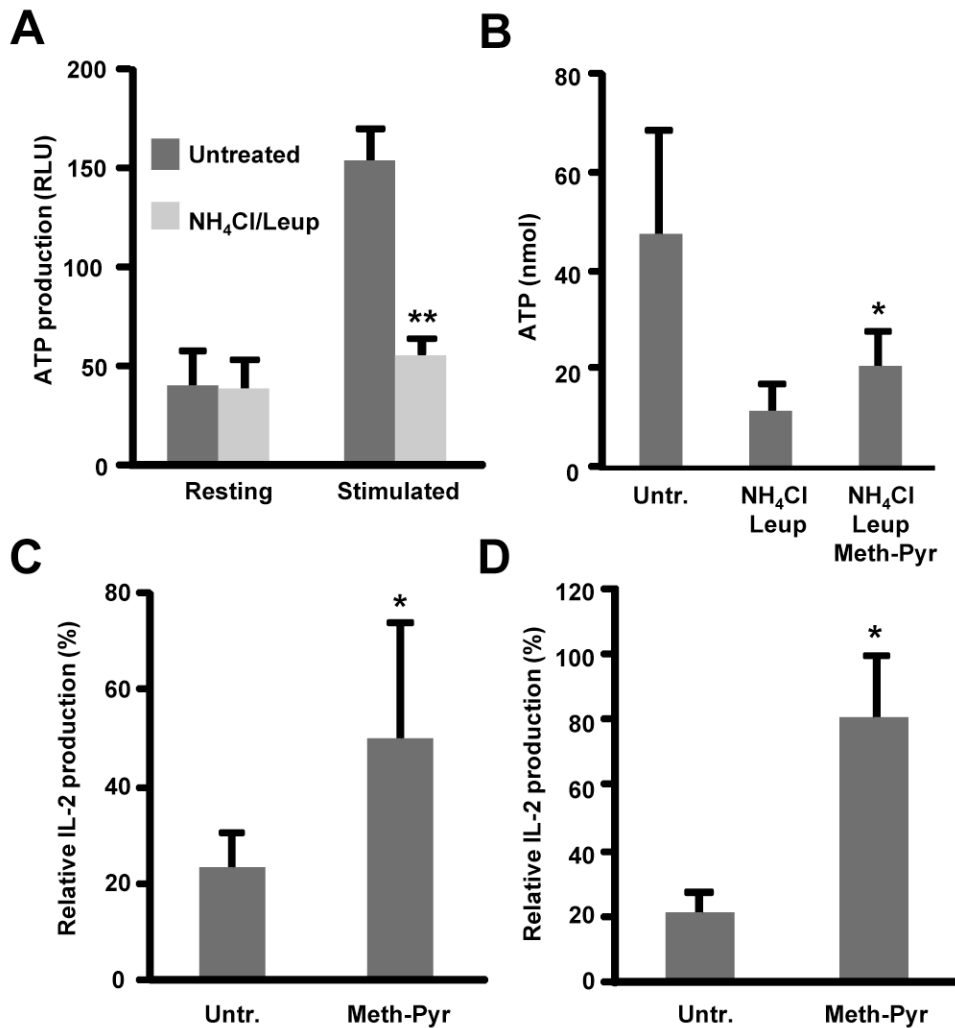 A
ATP production (RLU)
200
150
100
50
0
Untreated
NH₄Cl/Leup
**
Resting
Stimulated
B
ATP (nmol)
80
60
40
20
0
*
Untr.
NH₄Cl
Leup
NH₄Cl
Leup
Meth-Pyr
C
Relative IL-2 production (%)
80
60
40
20
0
*
Untr.
Meth-Pyr
D
Relative IL-2 production (%)
120
100
80
60
40
20
0
*
Untr.
Meth-Pyr